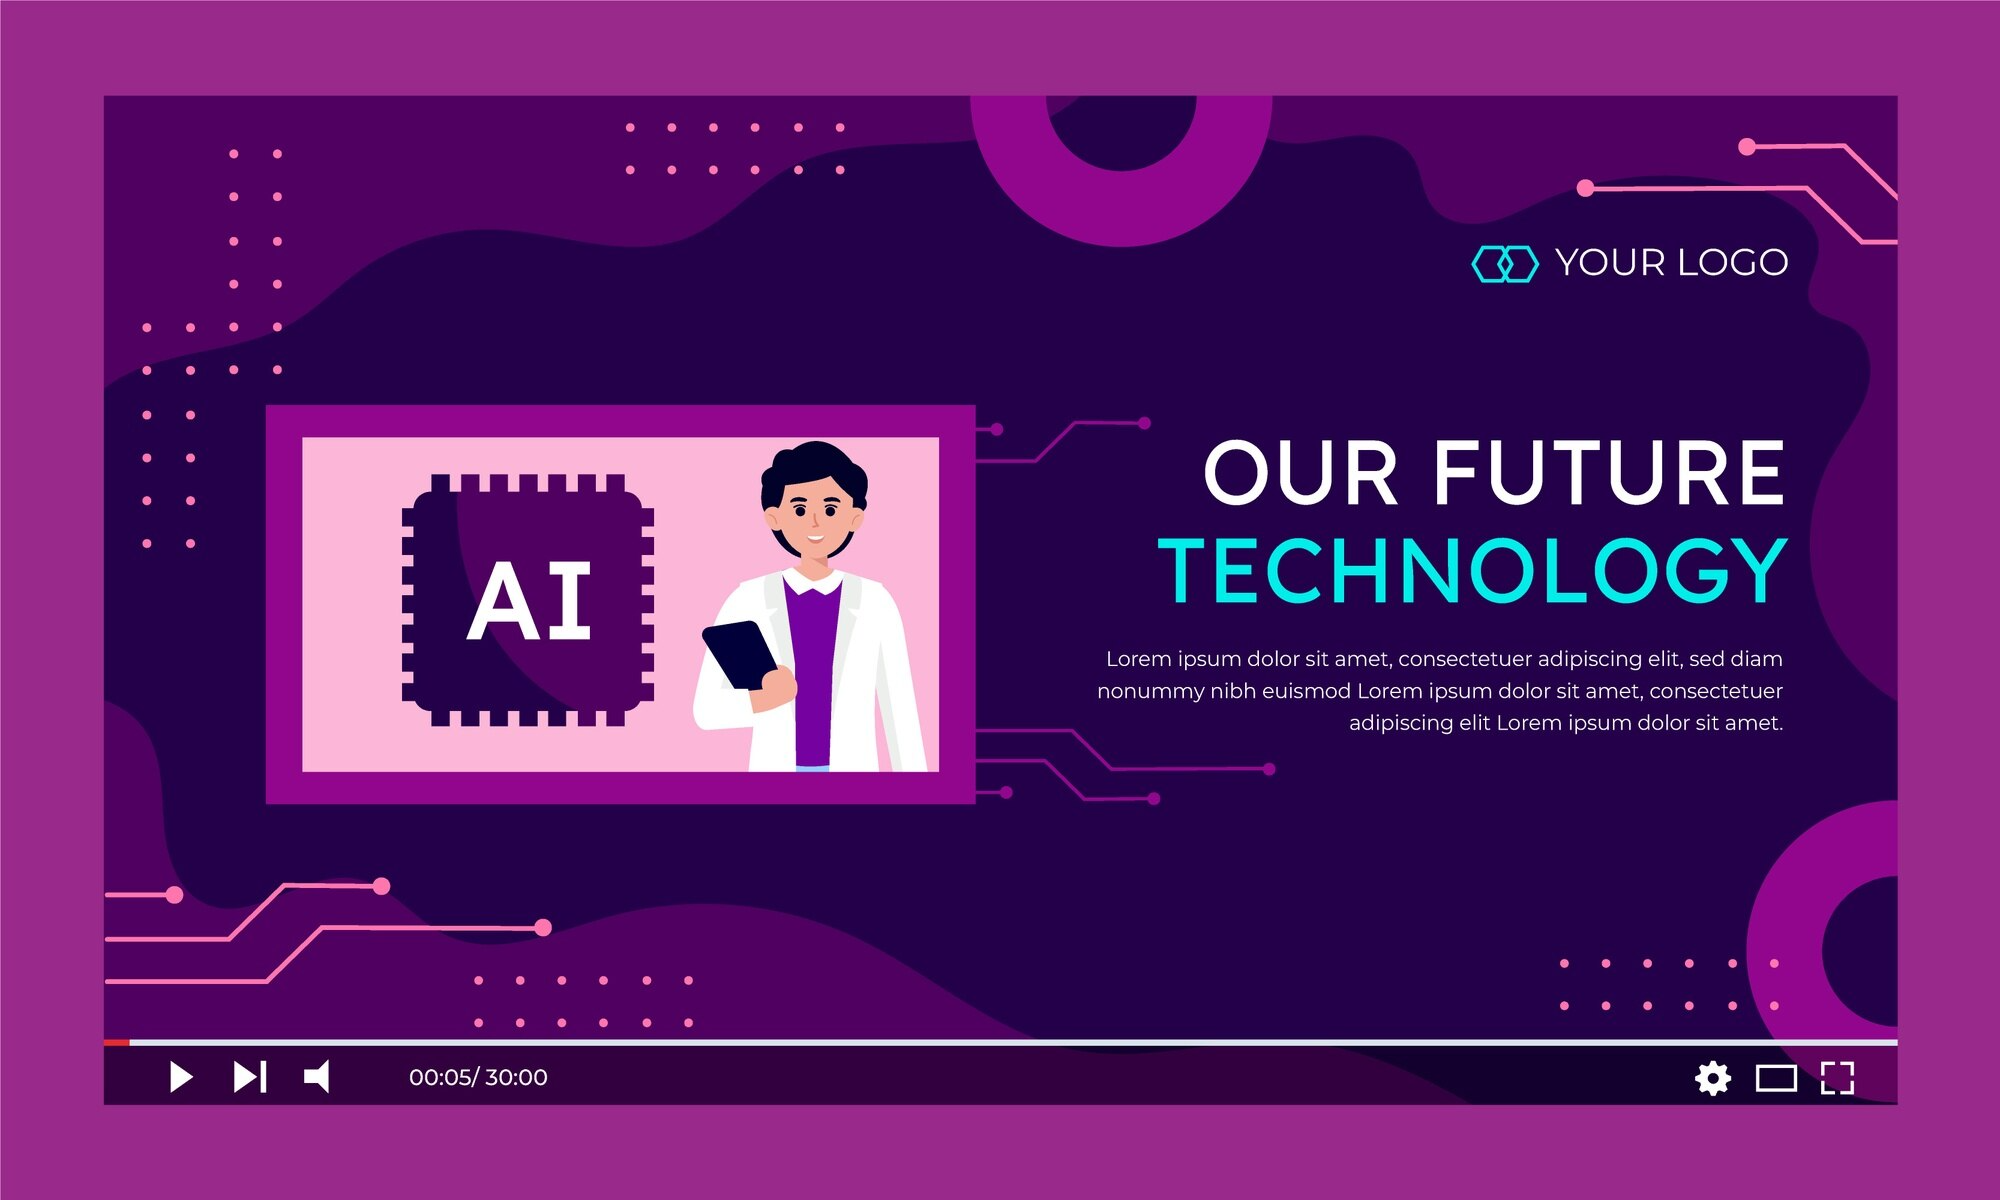 YOUR LOGO
AI
OUR FUTURE
TECHNOLOGY
Lorem ipsum dolor sit amet, consectetuer adipiscing elit, sed diam
nonummy nibh euismod Lorem ipsum dolor sit amet, consectetuer
adipiscing elit Lorem ipsum dolor sit amet.
00:05/ 30:00